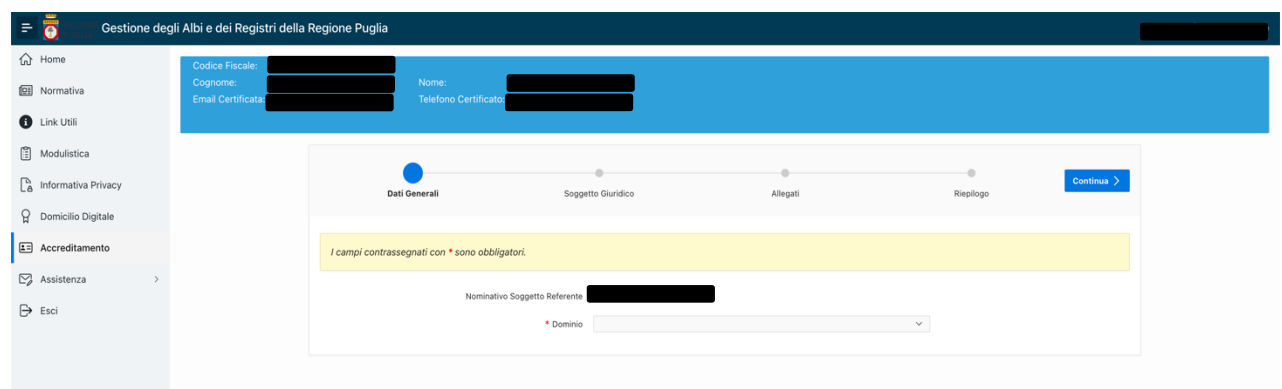 Gestione degli Albi e dei Registri della Regione Puglia
Home
Normativa
Link Utili
Modulistica
Informativa Privacy
Domicilio Digitale
Accreditamento
Assistenza
Esci
Codice Fiscale:
Cognome: Nome:
Email Certificata: Telefono Certificato:
Dati Generali Soggetto Giuridico Allegati Riepilogo
Continua
I campi contrassegnati con * sono obbligatori.
Nominativo Soggetto Referente
* Dominio